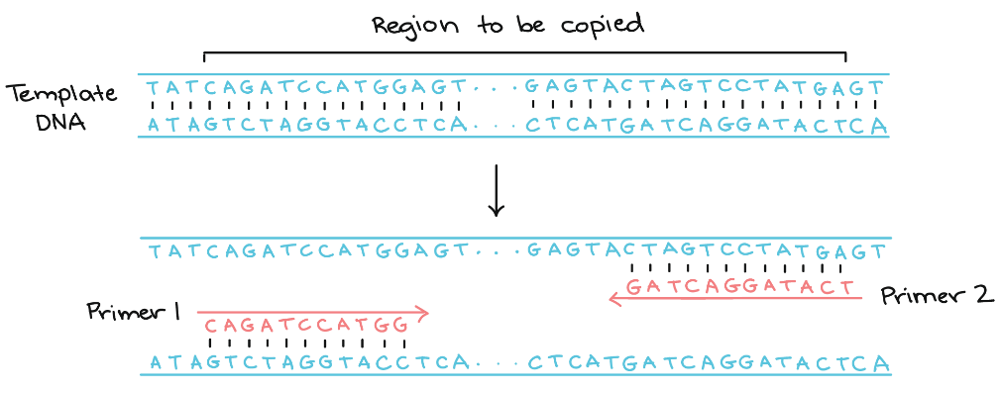 Region to be copied
Template DNA
TATCAGATCCATGGAGT...GAGTACTAGTCCTATGAGT
ATAGTCTAGGTACCTCA...CTCATGATCAGGATACTCA
TATCAGATCCATGGAGT...GAGTACTAGTCCTATGAGT
GATCAGGATACT
Primer 2
Primer 1
CAGATCCATGG
ATAGTCTAGGTACCTCA...CTCATGATCAGGATACTCA